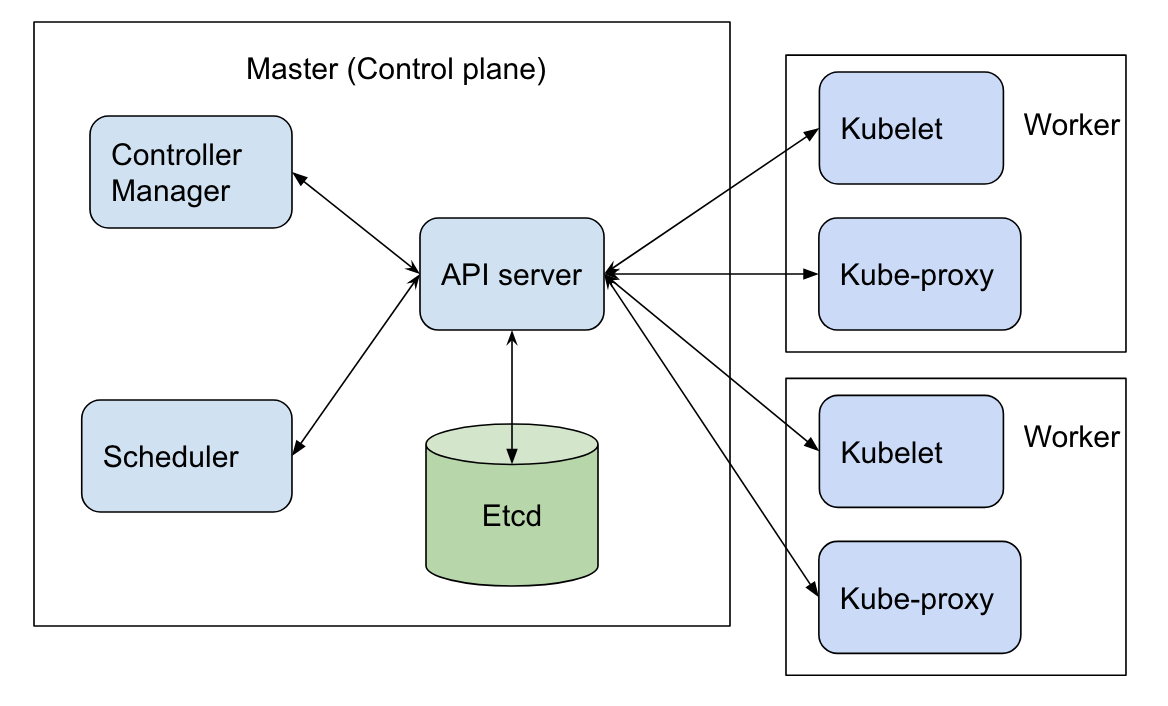 Master (Control plane)
Controller
Manager
API server
Scheduler
Etcd
Kubelet
Worker
Kube-proxy
Kubelet
Worker
Kube-proxy